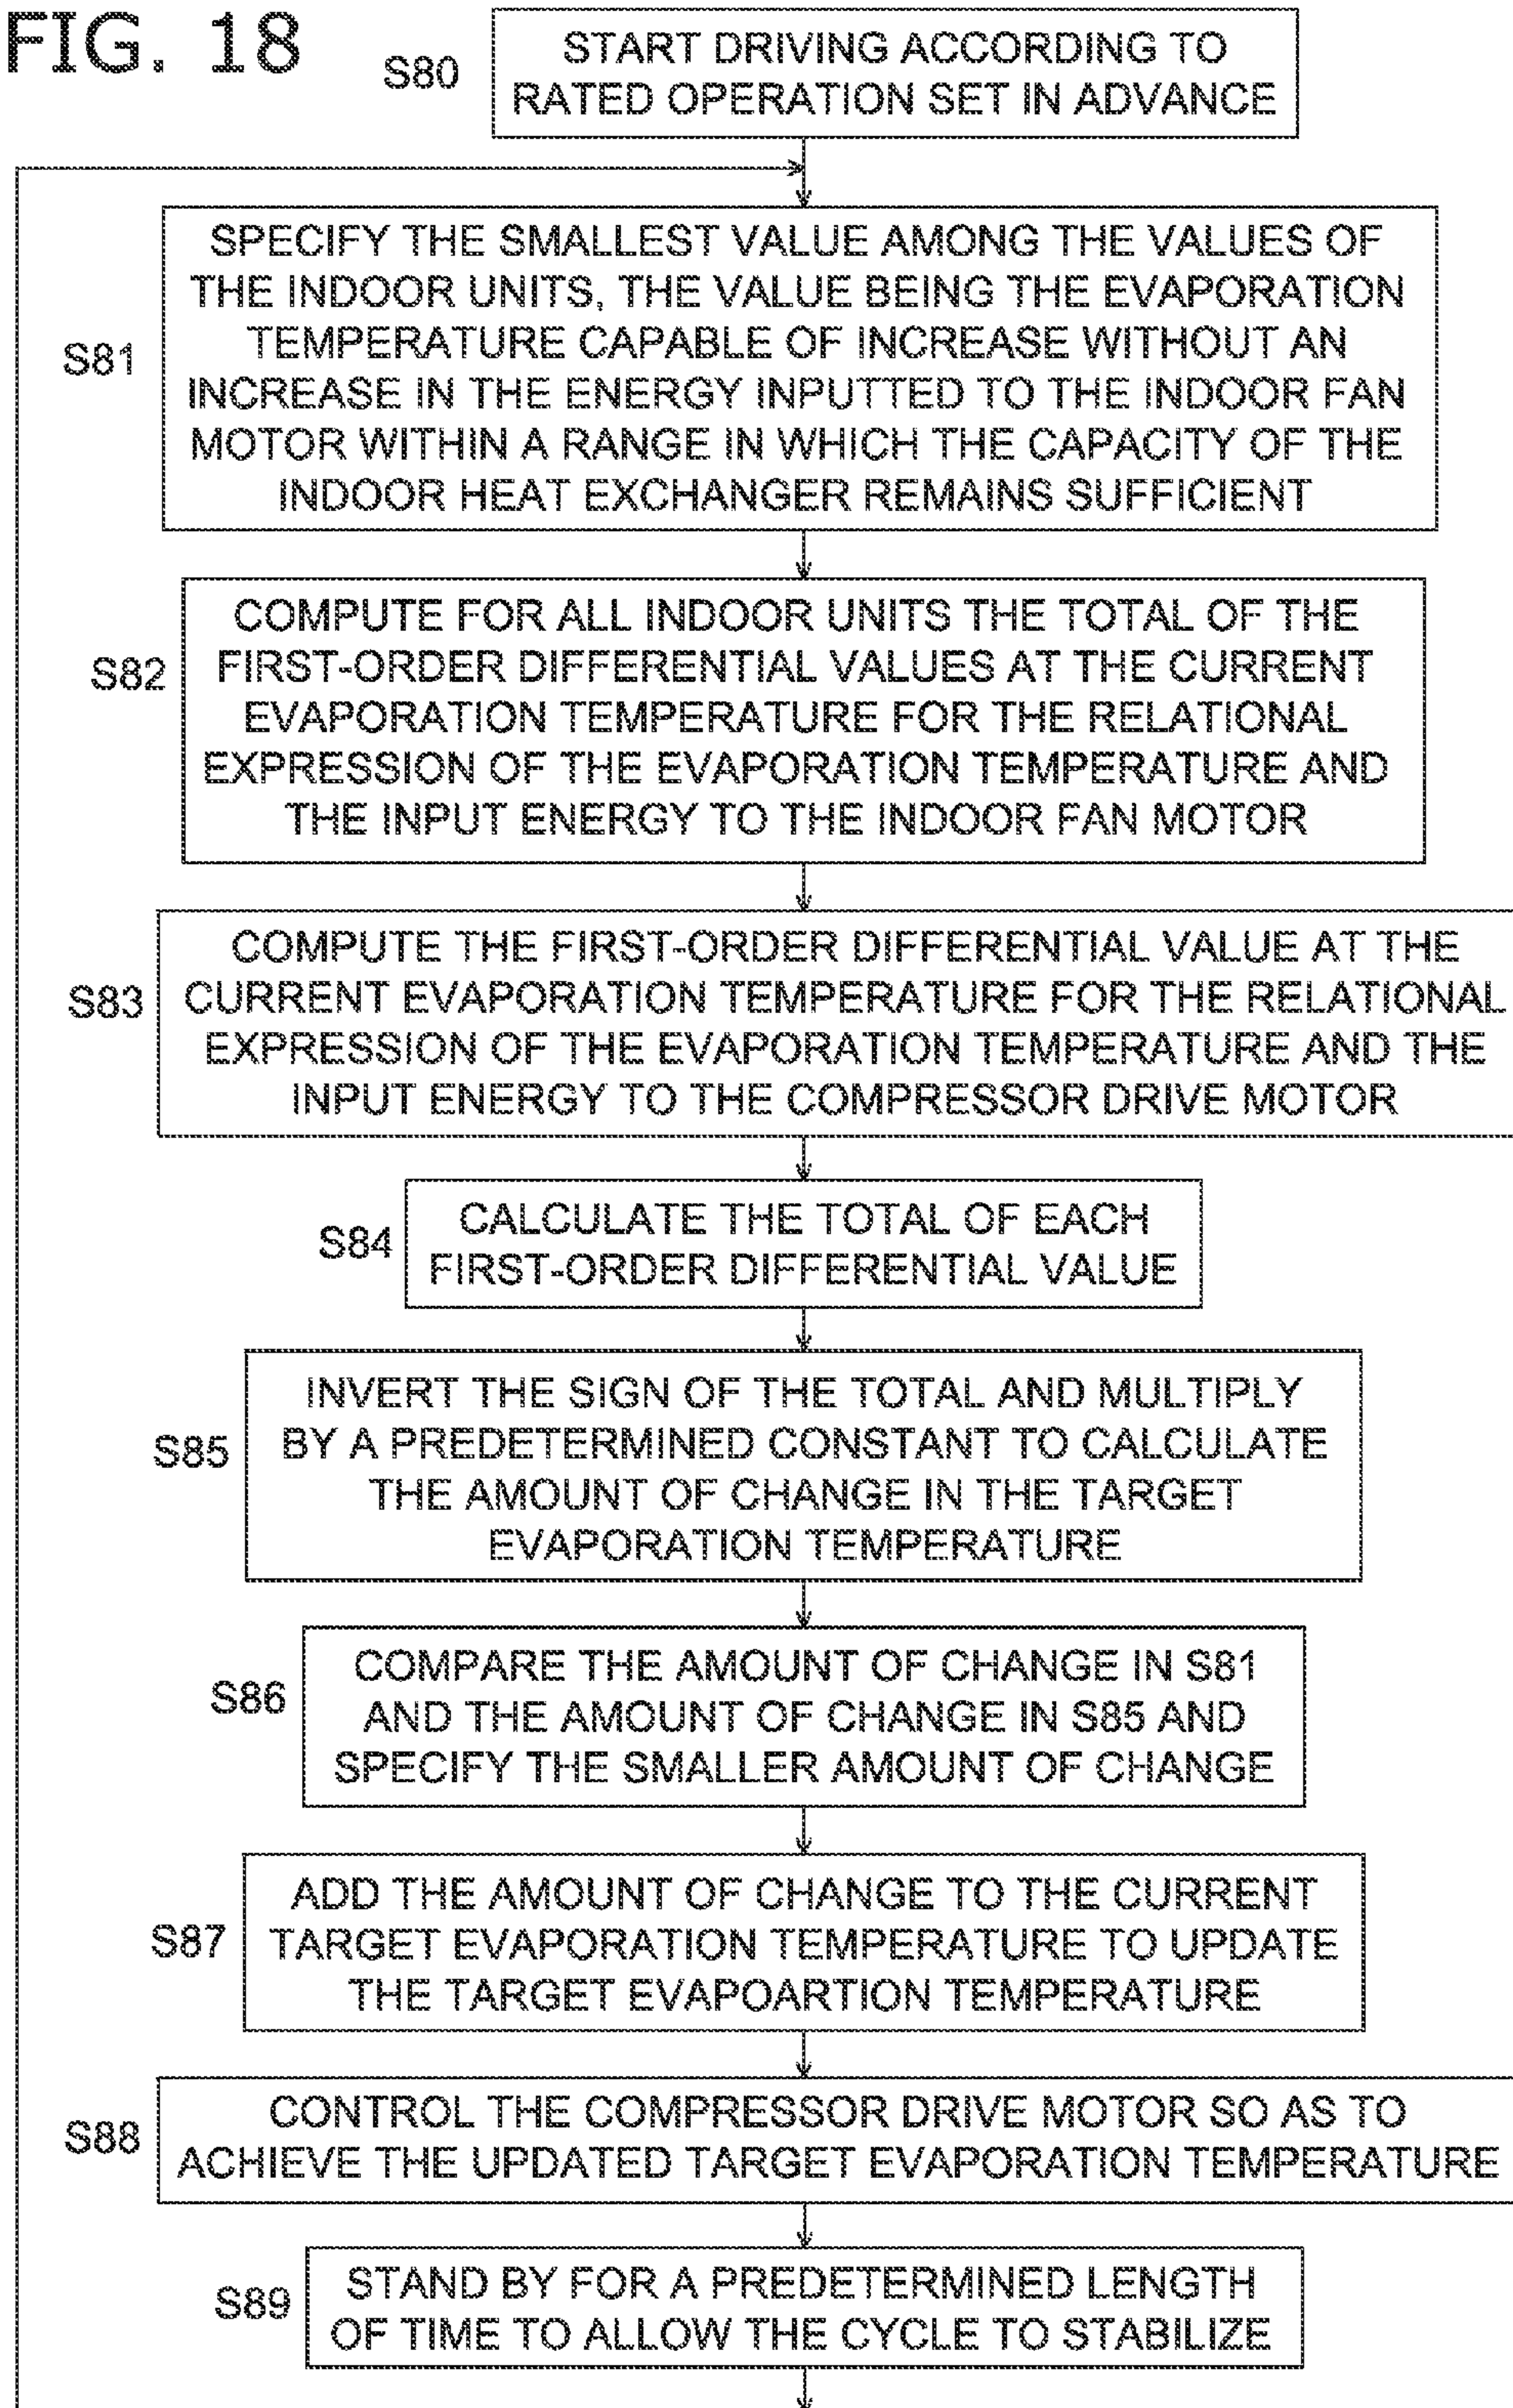 FIG. 18
S80
START DRIVING ACCORDING TO
RATED OPERATION SET IN ADVANCE
S81
SPECIFY THE SMALLEST VALUE AMONG THE VALUES OF
THE INDOOR UNITS, THE VALUE BEING THE EVAPORATION
TEMPERATURE CAPABLE OF INCREASE WITHOUT AN
INCREASE IN THE ENERGY INPUTTED TO THE INDOOR FAN
MOTOR WITHIN A RANGE IN WHICH THE CAPACITY OF THE
INDOOR HEAT EXCHANGER REMAINS SUFFICIENT
S82
COMPUTE FOR ALL INDOOR UNITS THE TOTAL OF THE
FIRST-ORDER DIFFERENTIAL VALUES AT THE CURRENT
EVAPORATION TEMPERATURE FOR THE RELATIONAL
EXPRESSION OF THE EVAPORATION TEMPERATURE AND
THE INPUT ENERGY TO THE INDOOR FAN MOTOR
S83
COMPUTE THE FIRST-ORDER DIFFERENTIAL VALUE AT THE
CURRENT EVAPORATION TEMPERATURE FOR THE RELATIONAL
EXPRESSION OF THE EVAPORATION TEMPERATURE AND THE
INPUT ENERGY TO THE COMPRESSOR DRIVE MOTOR
S84
CALCULATE THE TOTAL OF EACH
FIRST-ORDER DIFFERENTIAL VALUE
S85
INVERT THE SIGN OF THE TOTAL AND MULTIPLY
BY A PREDETERMINED CONSTANT TO CALCULATE
THE AMOUNT OF CHANGE IN THE TARGET
EVAPORATION TEMPERATURE
S86
COMPARE THE AMOUNT OF CHANGE IN S81
AND THE AMOUNT OF CHANGE IN S85 AND
SPECIFY THE SMALLER AMOUNT OF CHANGE
S87
ADD THE AMOUNT OF CHANGE TO THE CURRENT
TARGET EVAPORATION TEMPERATURE TO UPDATE
THE TARGET EVAPOARTION TEMPERATURE
S88
CONTROL THE COMPRESSOR DRIVE MOTOR SO AS TO
ACHIEVE THE UPDATED TARGET EVAPORATION TEMPERATURE
S89
STAND BY FOR A PREDETERMINED LENGTH
OF TIME TO ALLOW THE CYCLE TO STABILIZE